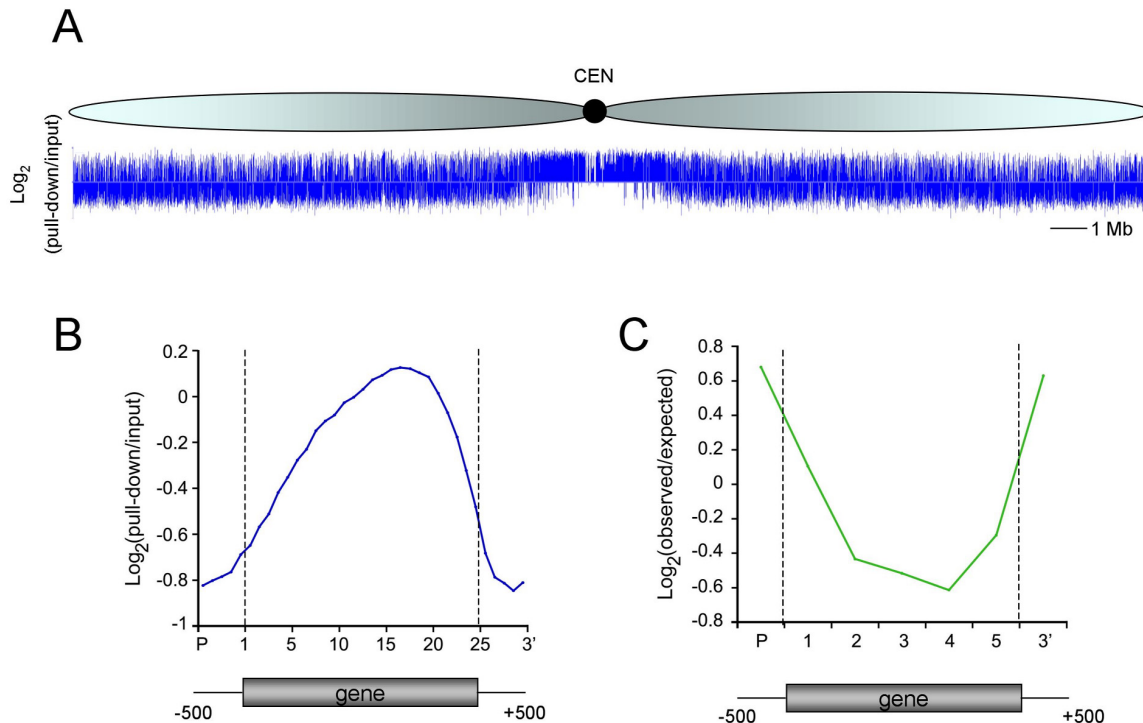 A
CEN
Log2
(pull-down/input)
1 Mb
B
Log2(pull-down/input)
0.2
0
-0.2
-0.4
-0.6
-0.8
-1
P 1 5 10 15 20 25 3'
gene
-500 +500
C
Log2(observed/expected)
0.8
0.6
0.4
0.2
0
-0.2
-0.4
-0.6
-0.8
P 1 2 3 4 5 3'
gene
-500 +500